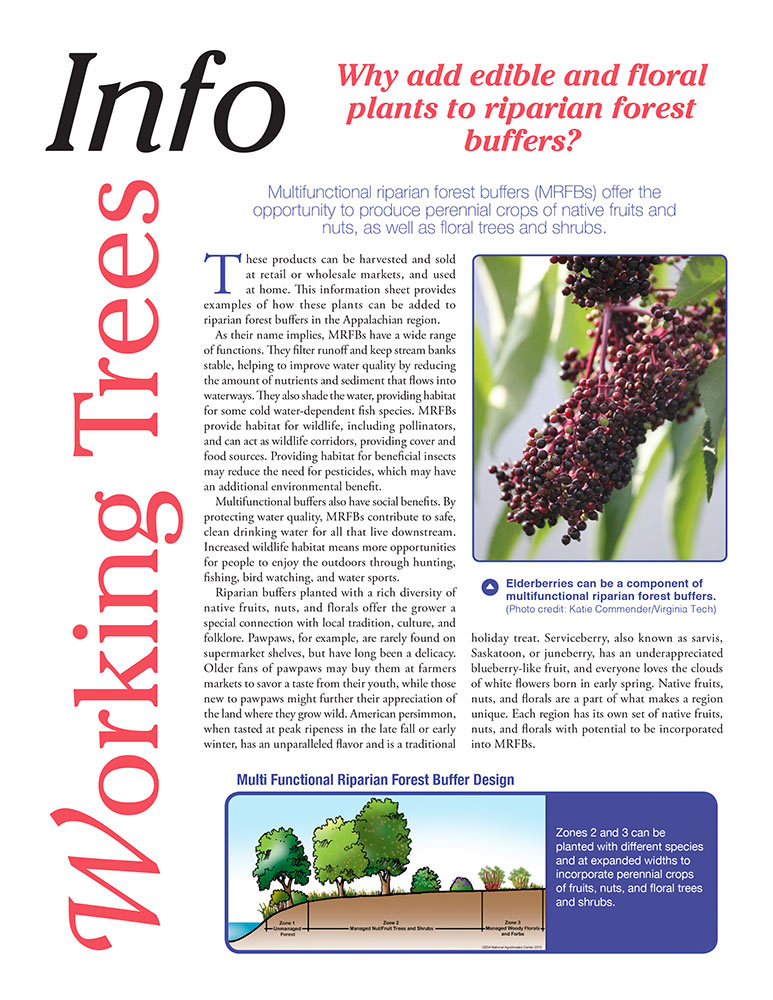 Info
Working Trees
Why add edible and floral
plants to riparian forest
buffers?
Multifunctional riparian forest buffers (MRFBs) offer the
opportunity to produce perennial crops of native fruits and
nuts, as well as floral trees and shrubs.
These products can be harvested and sold
at retail or wholesale markets, and used
at home. This information sheet provides
examples of how these plants can be added to
riparian forest buffers in the Appalachian region.
As their name implies, MRFBs have a wide range
of functions. They filter runoff and keep stream banks
stable, helping to improve water quality by reducing
the amount of nutrients and sediment that flows into
waterways. They also shade the water, providing habitat
for some cold water-dependent fish species. MRFBs
provide habitat for wildlife, including pollinators,
and can act as wildlife corridors, providing cover and
food sources. Providing habitat for beneficial insects
may reduce the need for pesticides, which may have
an additional environmental benefit.
Multifunctional buffers also have social benefits. By
protecting water quality, MRFBs contribute to safe,
clean drinking water for all that live downstream.
Increased wildlife habitat means more opportunities
for people to enjoy the outdoors through hunting,
fishing, bird watching, and water sports.
Riparian buffers planted with a rich diversity of
native fruits, nuts, and florals offer the grower a
special connection with local tradition, culture, and
folklore. Pawpaws, for example, are rarely found on
supermarket shelves, but have long been a delicacy.
Older fans of pawpaws may buy them at farmers
markets to savor a taste from their youth, while those
new to pawpaws might further their appreciation of
the land where they grow wild. American persimmon,
when tasted at peak ripeness in the late fall or early
winter, has an unparalleled flavor and is a traditional
Elderberries can be a component of
multifunctional riparian forest buffers.
(Photo credit: Katie Commender/Virginia Tech)
holiday treat. Serviceberry, also known as sarvis,
Saskatoon, or juneberry, has an underappreciated
blueberry-like fruit, and everyone loves the clouds
of white flowers born in early spring. Native fruits,
nuts, and florals are a part of what makes a region
unique. Each region has its own set of native fruits,
nuts, and florals with potential to be incorporated
into MRFBs.
Multi Functional Riparian Forest Buffer Design
Zone 1
Unmanaged
Forest
Zone 2
Managed Nut/Fruit Trees and Shrubs
Zone 3
Managed Woody Florals
and Forbs
USDA National Agroforestry Center 2012
Zones 2 and 3 can be
planted with different species
and at expanded widths to
incorporate perennial crops
of fruits, nuts, and floral trees
and shrubs.